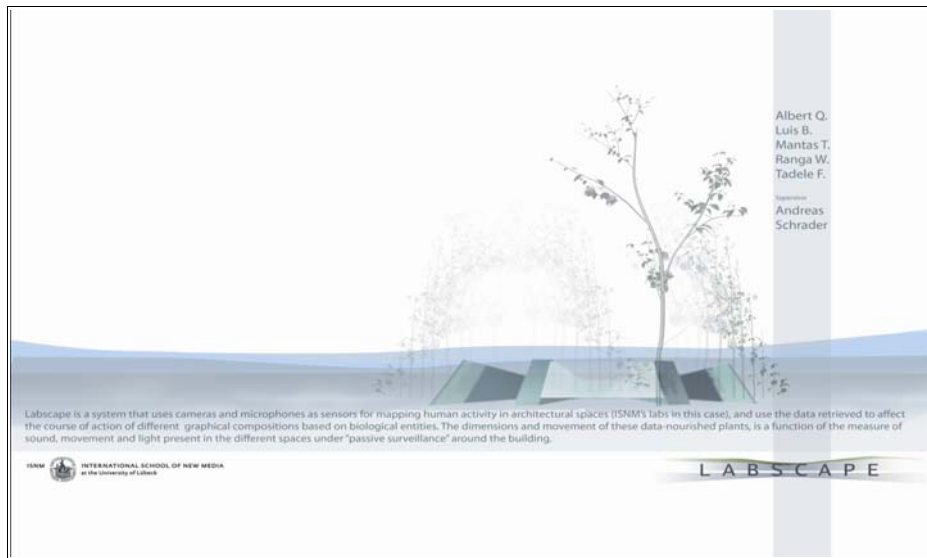 Albert Q.
Luis B.
Mantas T.
Ranga W.
Tadele F.
Supervisor
Andreas
Schrader
Labscape is a system that uses cameras and microphones as sensors for mapping human activity in architectural spaces (ISNM's labs in this case), and use the data retrieved to affect
the course of action of different graphical compositions based on biological entities. The dimensions and movement of these data-nourished plants, is a function of the measure of
sound, movement and light present in the different spaces under "passive surveillance" around the building.
ISNM
INTERNATIONAL SCHOOL OF NEW MEDIA
at the University of Lübeck
LABSCAPE